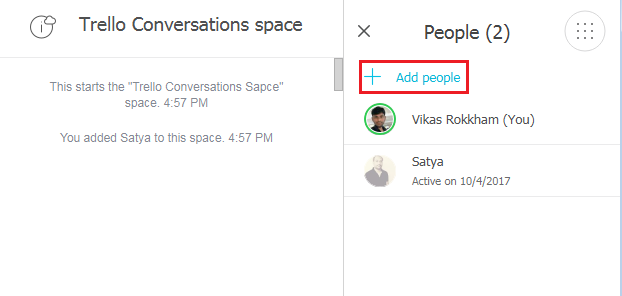 Trello Conversations space
This starts the "Trello Conversations Sapce"
space. 4:57 PM
You added Satya to this space. 4:57 PM
People (2)
Add people
Vikas Rokkham (You)
Satya
Active on 10/4/2017